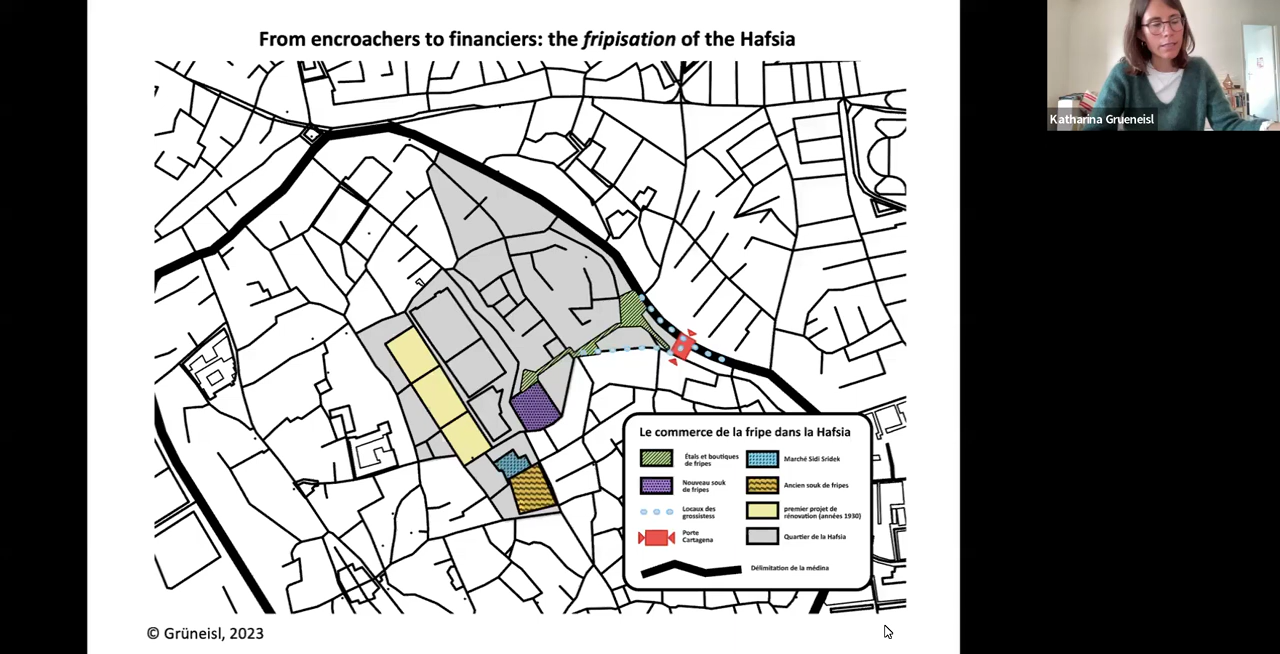 From encroachers to financiers: the fripisation of the Hafsia
Katharina Grueneisl
Le commerce de la fripe dans la Hafsia
Étals et boutiques
de fripes
Marché Sidi Sridek
Nouveau souk
de fripes
Ancien souk de fripes
Locaux des
grossistess
premier projet de
rénovation (années 1930)
Porte
Cartagena
Quartier de la Hafsia
Délimitation de la médina
© Grüneisl, 2023